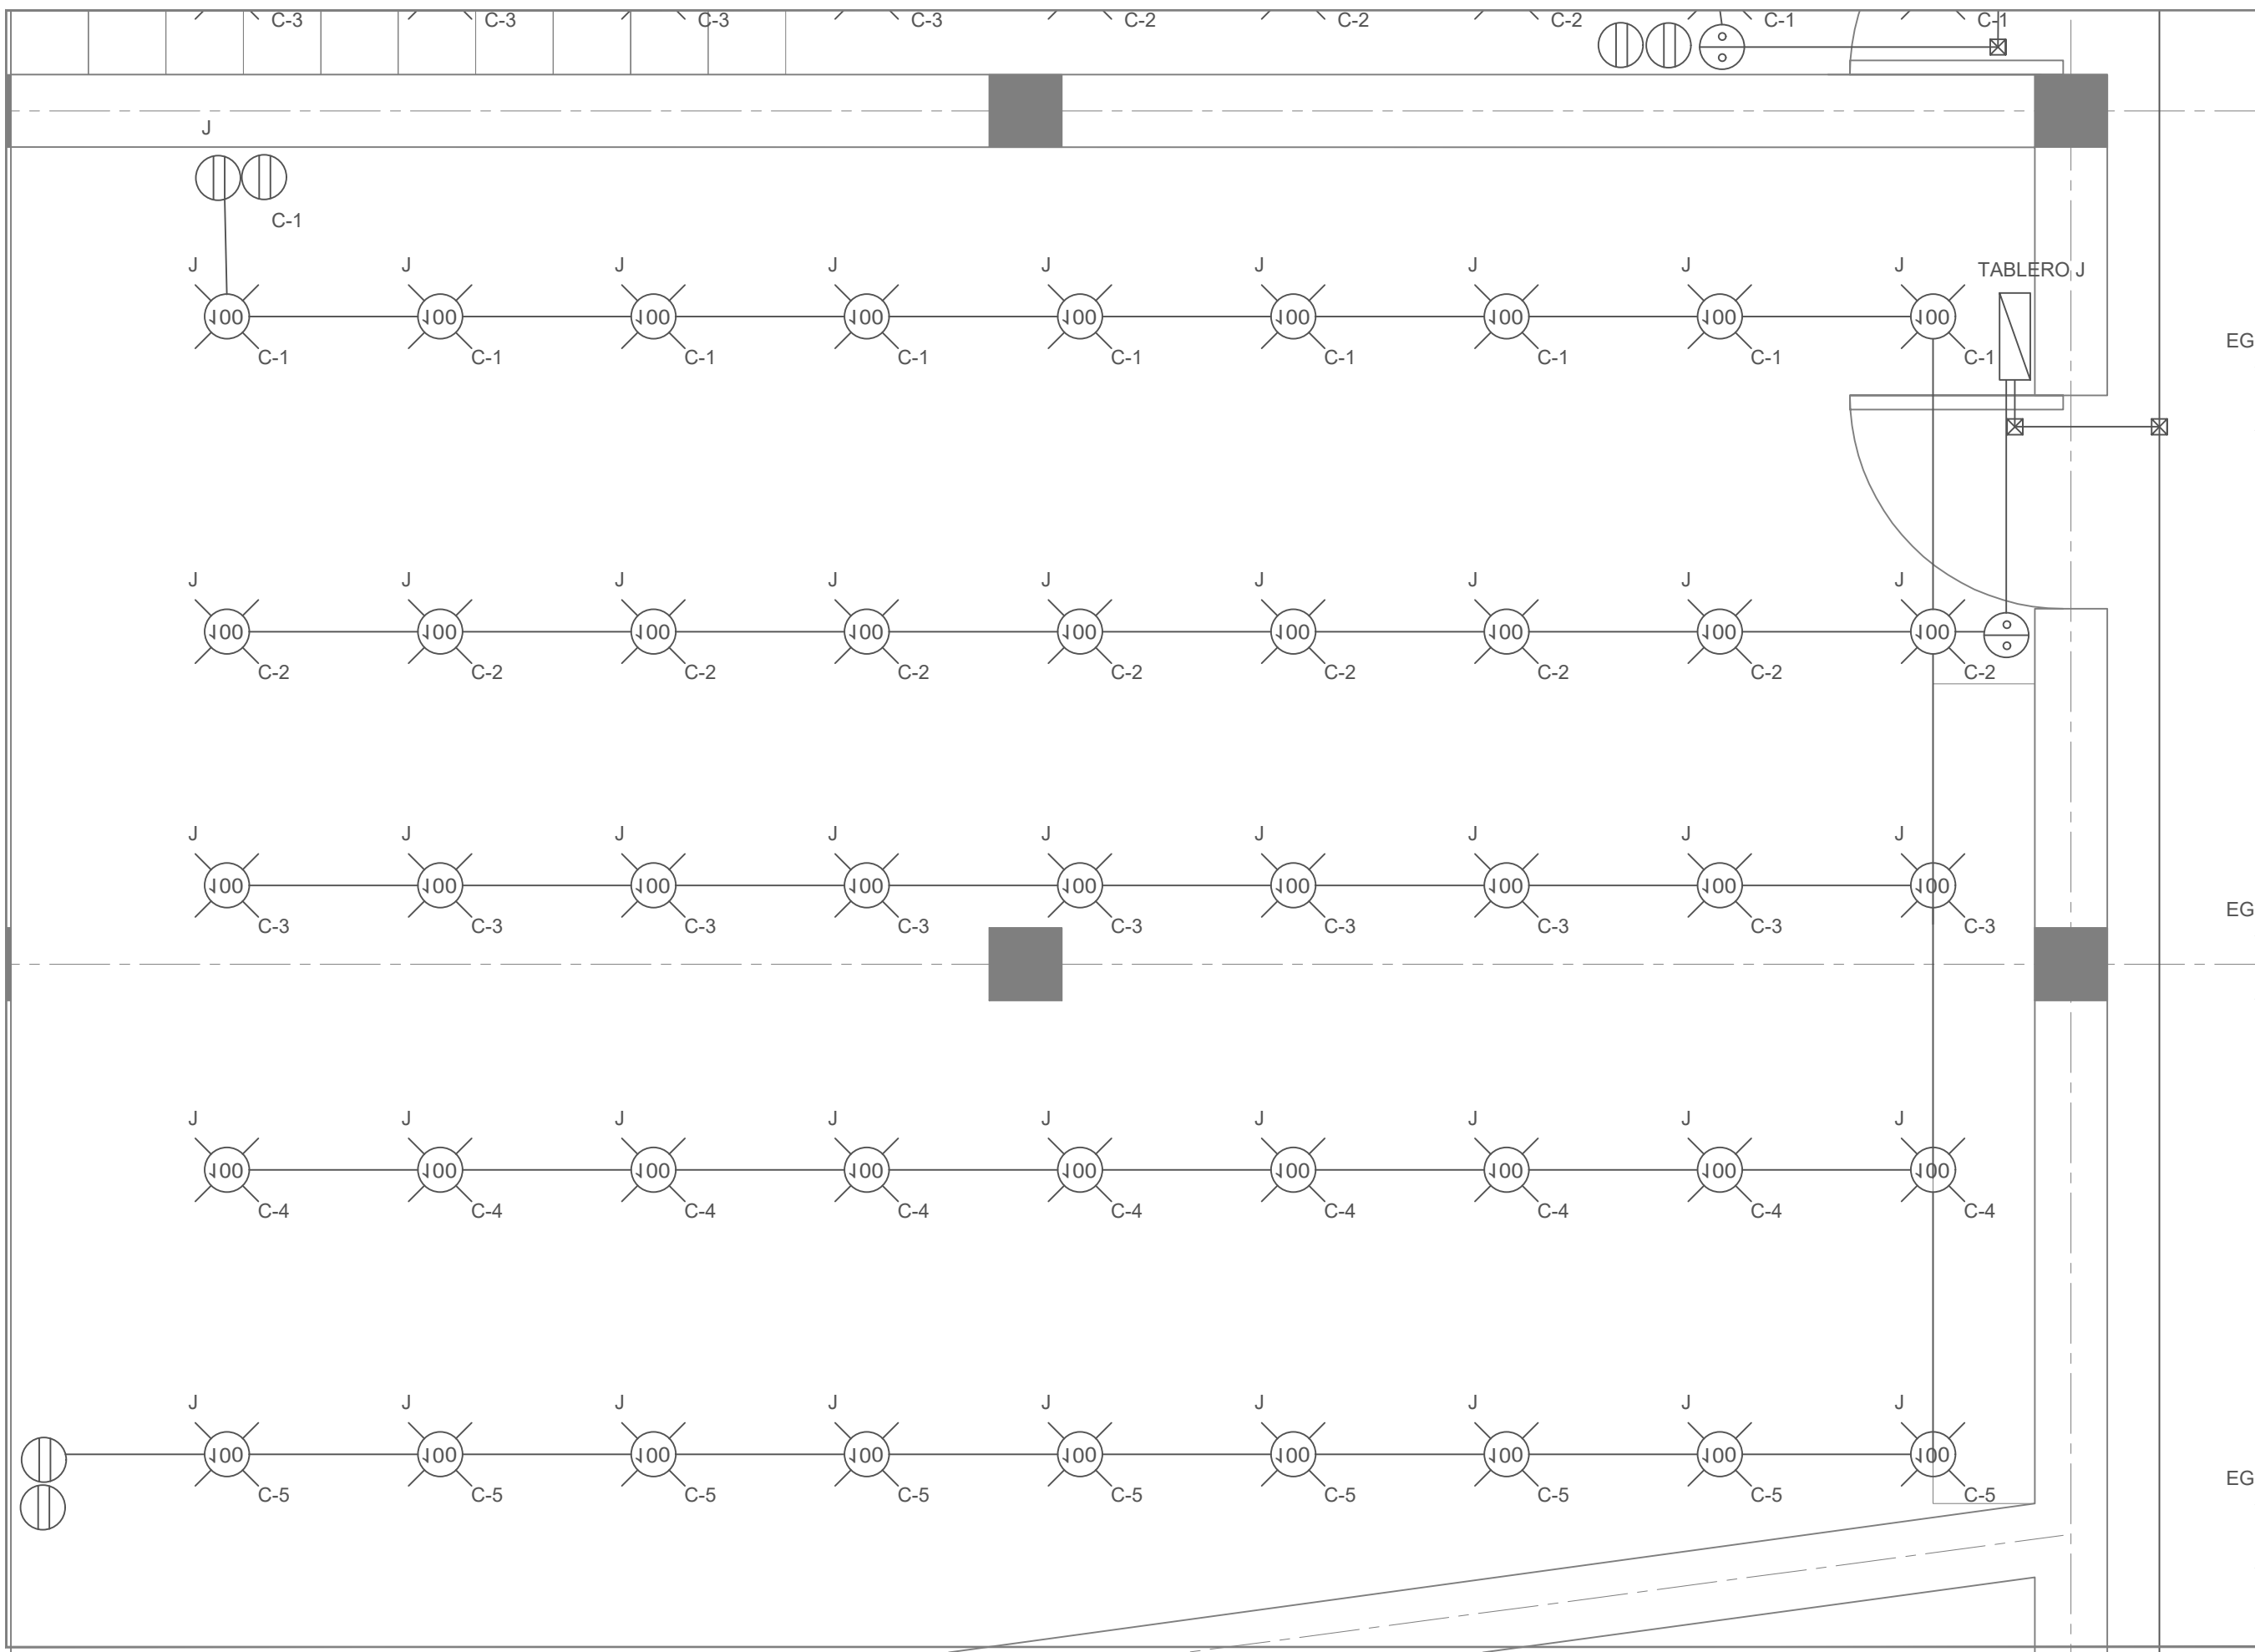 C-3 C-3 C-3 C-3 C-2 C-2 C-2 C-1 C-1
J
C-1
J J J J J J J J J TABLERO J
100 100 100 100 100 100 100 100 100
EG
C-1 C-1 C-1 C-1 C-1 C-1 C-1 C-1 C-1
J J J J J J J J J
100 100 100 100 100 100 100 100 100
C-2 C-2 C-2 C-2 C-2 C-2 C-2 C-2 C-2
J J J J J J J J J
100 100 100 100 100 100 100 100 100
EG
C-3 C-3 C-3 C-3 C-3 C-3 C-3 C-3 C-3
J J J J J J J J J
100 100 100 100 100 100 100 100 100
C-4 C-4 C-4 C-4 C-4 C-4 C-4 C-4 C-4
J J J J J J J J J
100 100 100 100 100 100 100 100 100
EG
C-5 C-5 C-5 C-5 C-5 C-5 C-5 C-5 C-5